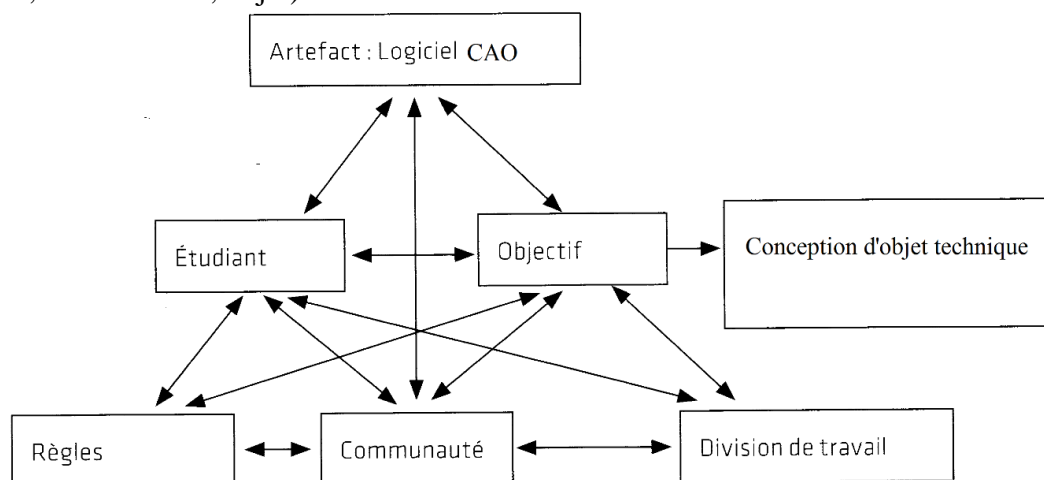 Artefact : Logiciel CAO
Étudiant
Objectif
Conception d'objet technique
Règles
Communauté
Division de travail